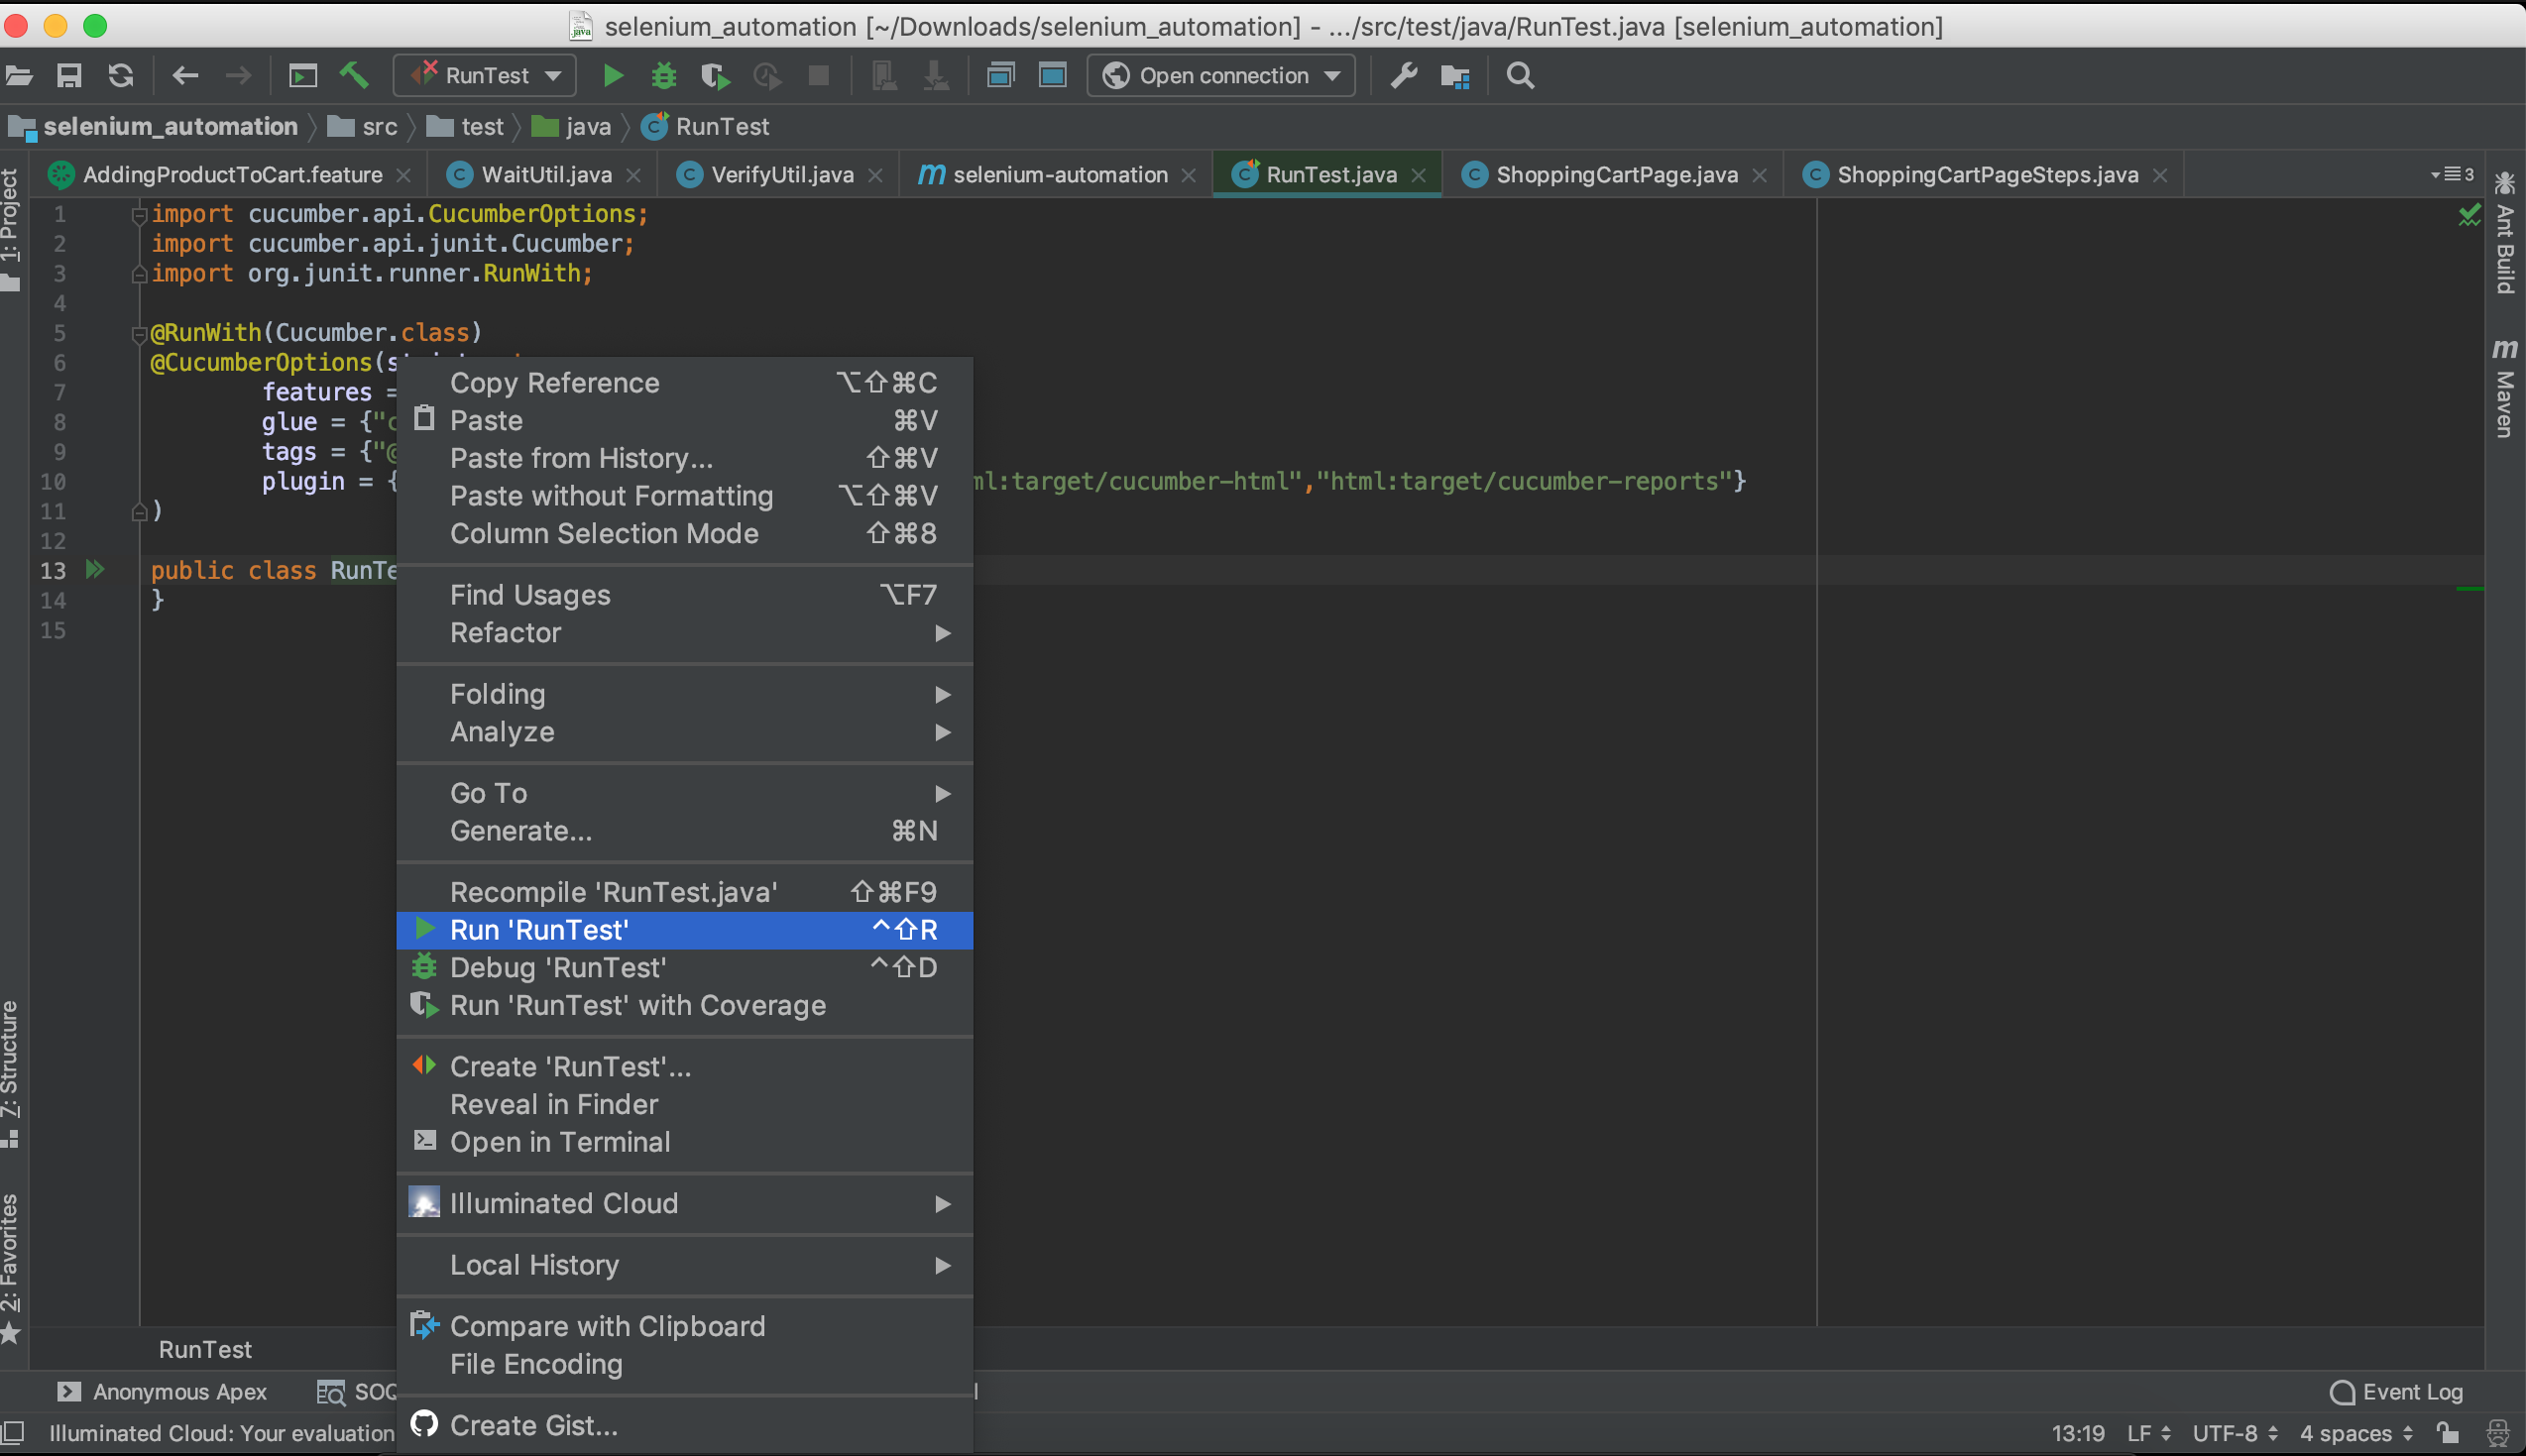 selenium_automation [~/Downloads/selenium_automation] - .../src/test/java/RunTest.java [selenium_automation]
RunTest
Open connection
selenium_automation src test java RunTest
AddingProductToCart.feature WaitUtil.java VerifyUtil.java selenium-automation RunTest.java ShoppingCartPage.java ShoppingCartPageSteps.java 3
1: Project
7: Structure
2: Favorites
Ant Build
Maven
1 import cucumber.api.CucumberOptions;
2 import cucumber.api.junit.Cucumber;
3 import org.junit.runner.RunWith;
4
5 @RunWith(Cucumber.class)
6 @CucumberOptions(
7 features =
8 glue = {"
9 tags = {"@
10 plugin = { ml:target/cucumber-html","html:target/cucumber-reports"}
11 )
12
13 public class RunTe
14 }
15
Copy Reference ⌥⇧⌘C
Paste ⌘V
Paste from History... ⇧⌘V
Paste without Formatting ⌥⇧⌘V
Column Selection Mode ⇧⌘8
Find Usages ⌥F7
Refactor
Folding
Analyze
Go To
Generate... ⌘N
Recompile 'RunTest.java' ⇧⌘F9
Run 'RunTest' ^⇧R
Debug 'RunTest' ^⇧D
Run 'RunTest' with Coverage
Create 'RunTest'...
Reveal in Finder
Open in Terminal
Illuminated Cloud
Local History
Compare with Clipboard
File Encoding
Create Gist...
RunTest
Anonymous Apex SOQ
Event Log
Illuminated Cloud: Your evaluation
13:19 LF UTF-8 4 spaces